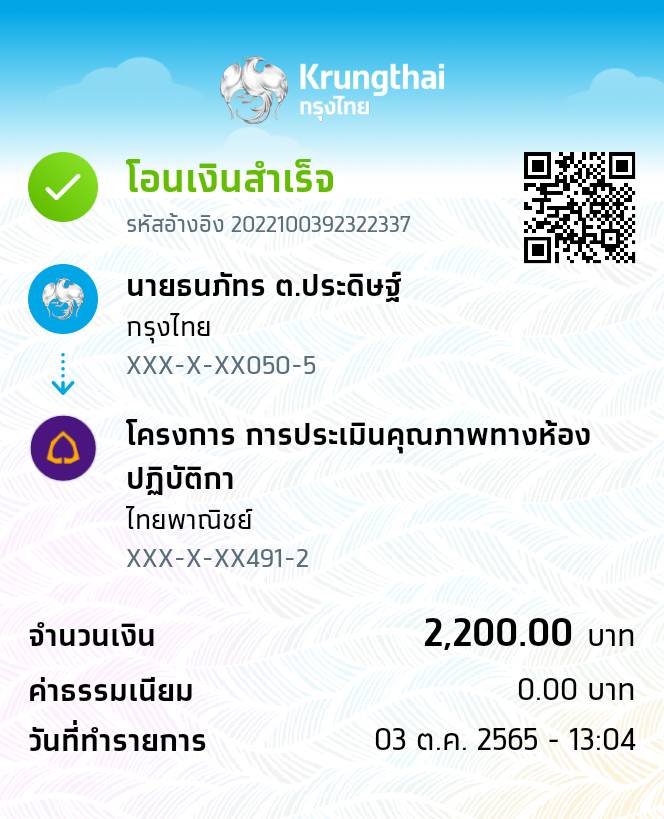 Krungthai
กรุงไทย
โอนเงินสำเร็จ
รหัสอ้างอิง 2022100392322337
นายธนภัทร ต.ประดิษฐ์
กรุงไทย
XXX-X-XX050-5
โครงการ การประเมินคุณภาพทางห้อง
ปฏิบัติกา
ไทยพาณิชย์
XXX-X-XX491-2
จำนวนเงิน 2,200.00 บาท
ค่าธรรมเนียม 0.00 บาท
วันที่ทำรายการ 03 ต.ค. 2565 - 13:04